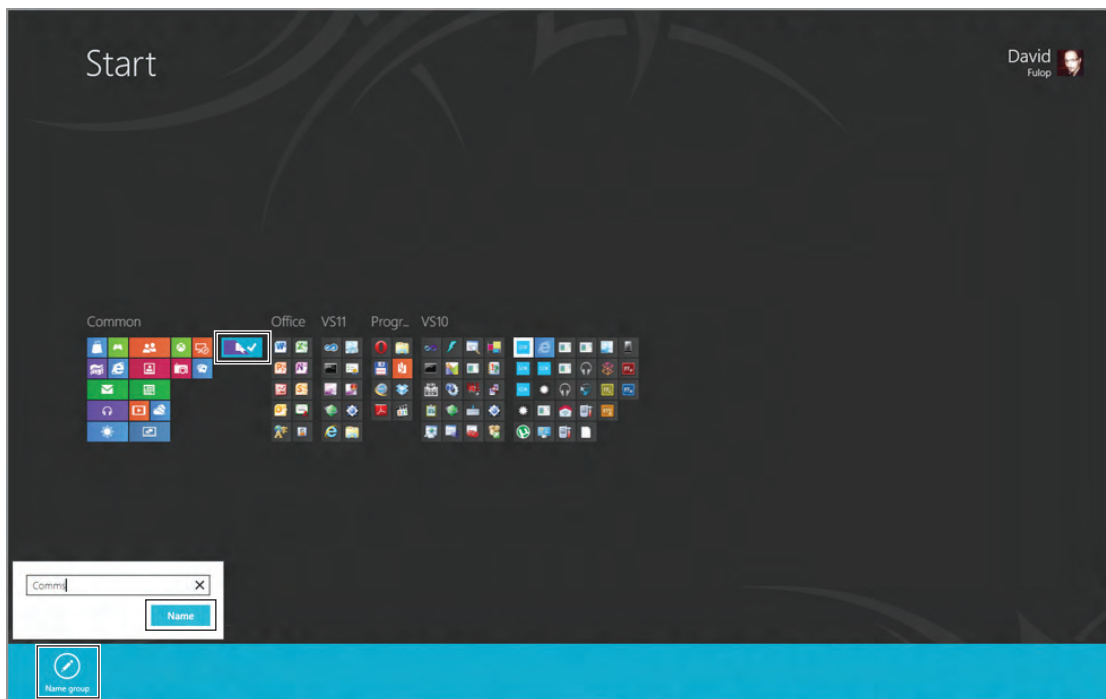 Start
David
Fulop
Common
Office VS11 Progr... VS10
Comms
Name
Name group